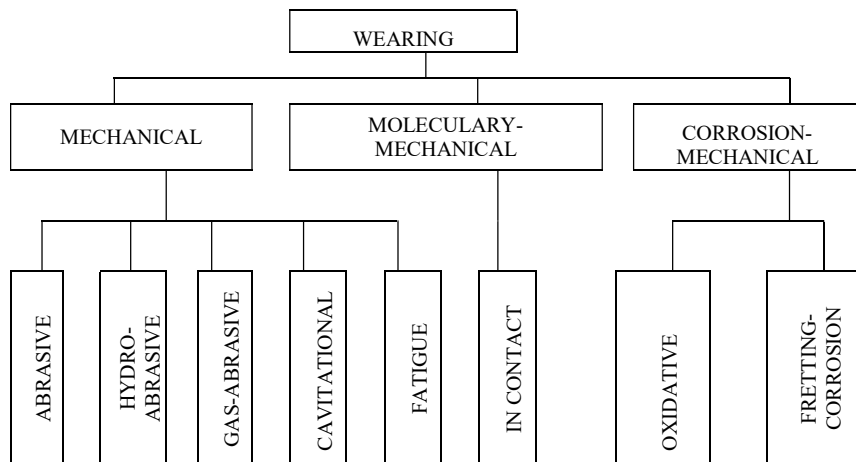 WEARING
MECHANICAL
MOLECULARY-
MECHANICAL
CORROSION-
MECHANICAL
ABRASIVE
HYDRO-
ABRASIVE
GAS-ABRASIVE
CAVITATIONAL
FATIGUE
IN CONTACT
OXIDATIVE
FRETTING-
CORROSION